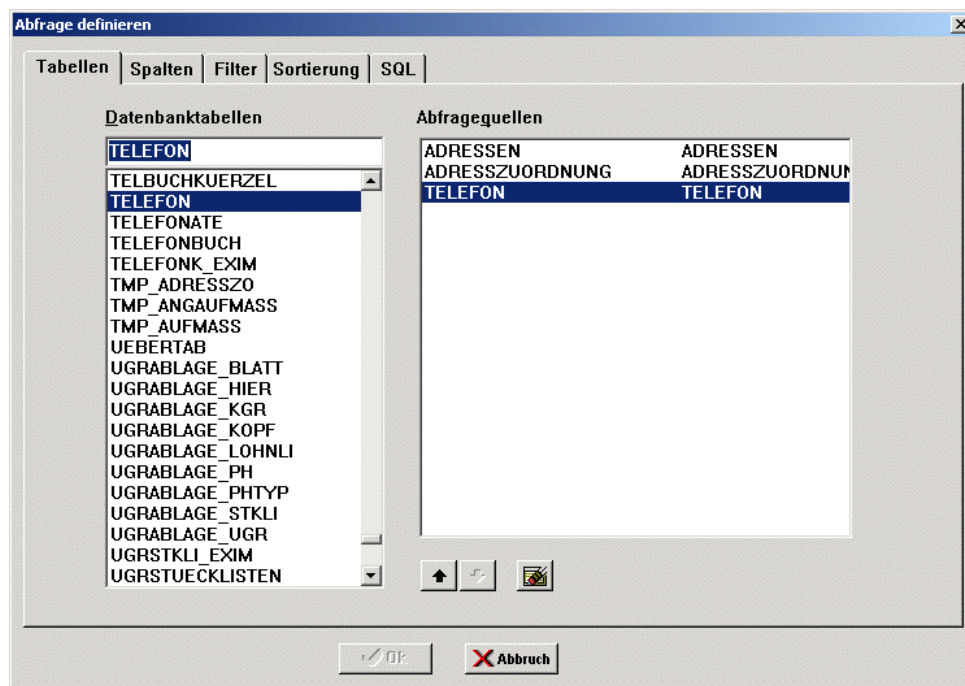 Abfrage definieren
Tabellen Spalten Filter Sortierung SQL
Datenbanktabellen
TELEFON
TELBUCHKUERZEL
TELEFON
TELEFONATE
TELEFONBUCH
TELEFONK_EXIM
TMP_ADRESSZO
TMP_ANGAUFMASS
TMP_AUFMASS
UEBERTAB
UGRABLAGE_BLATT
UGRABLAGE_HIER
UGRABLAGE_KGR
UGRABLAGE_KOPF
UGRABLAGE_LOHNLI
UGRABLAGE_PH
UGRABLAGE_PHTYP
UGRABLAGE_STKLI
UGRABLAGE_UGR
UGRSTKLI_EXIM
UGRSTUECKLISTEN
Abfragequellen
ADRESSEN ADRESSEN
ADRESSZUORDNUNG ADRESSZUORDNUN
TELEFON TELEFON
Ok Abbruch